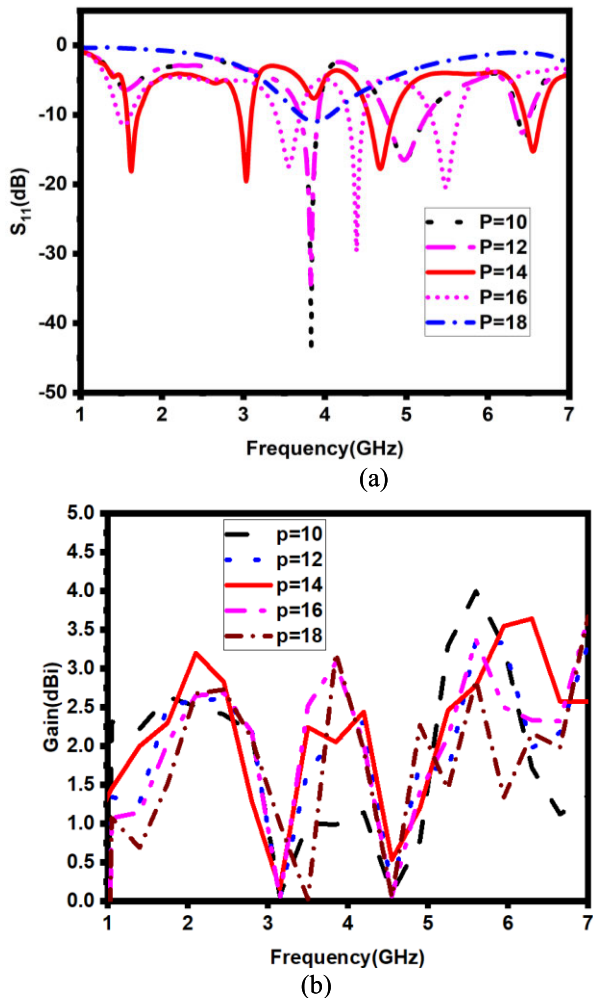 0
-10
-20
-30
-40
-50
S11(dB)
P=10
P=12
P=14
P=16
P=18
1 2 3 4 5 6 7
Frequency(GHz)
(a)
5.0
4.5
4.0
3.5
3.0
2.5
2.0
1.5
1.0
0.5
0.0
Gain(dBi)
p=10
p=12
p=14
p=16
p=18
1 2 3 4 5 6 7
Frequency(GHz)
(b)